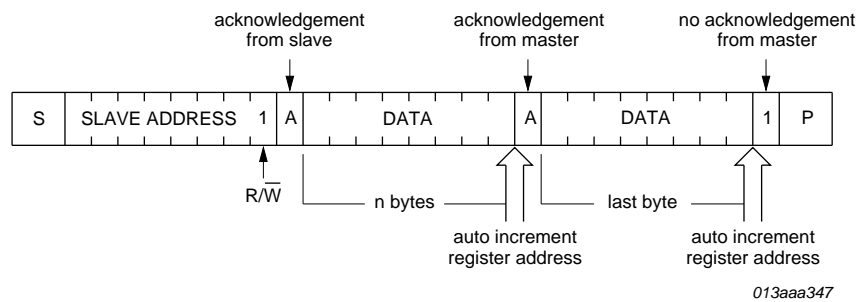 acknowledgement
from slave
acknowledgement
from master
no acknowledgement
from master
S SLAVE ADDRESS 1 A DATA A DATA 1 P
R/W̅
n bytes
last byte
auto increment
register address
auto increment
register address
013aaa347